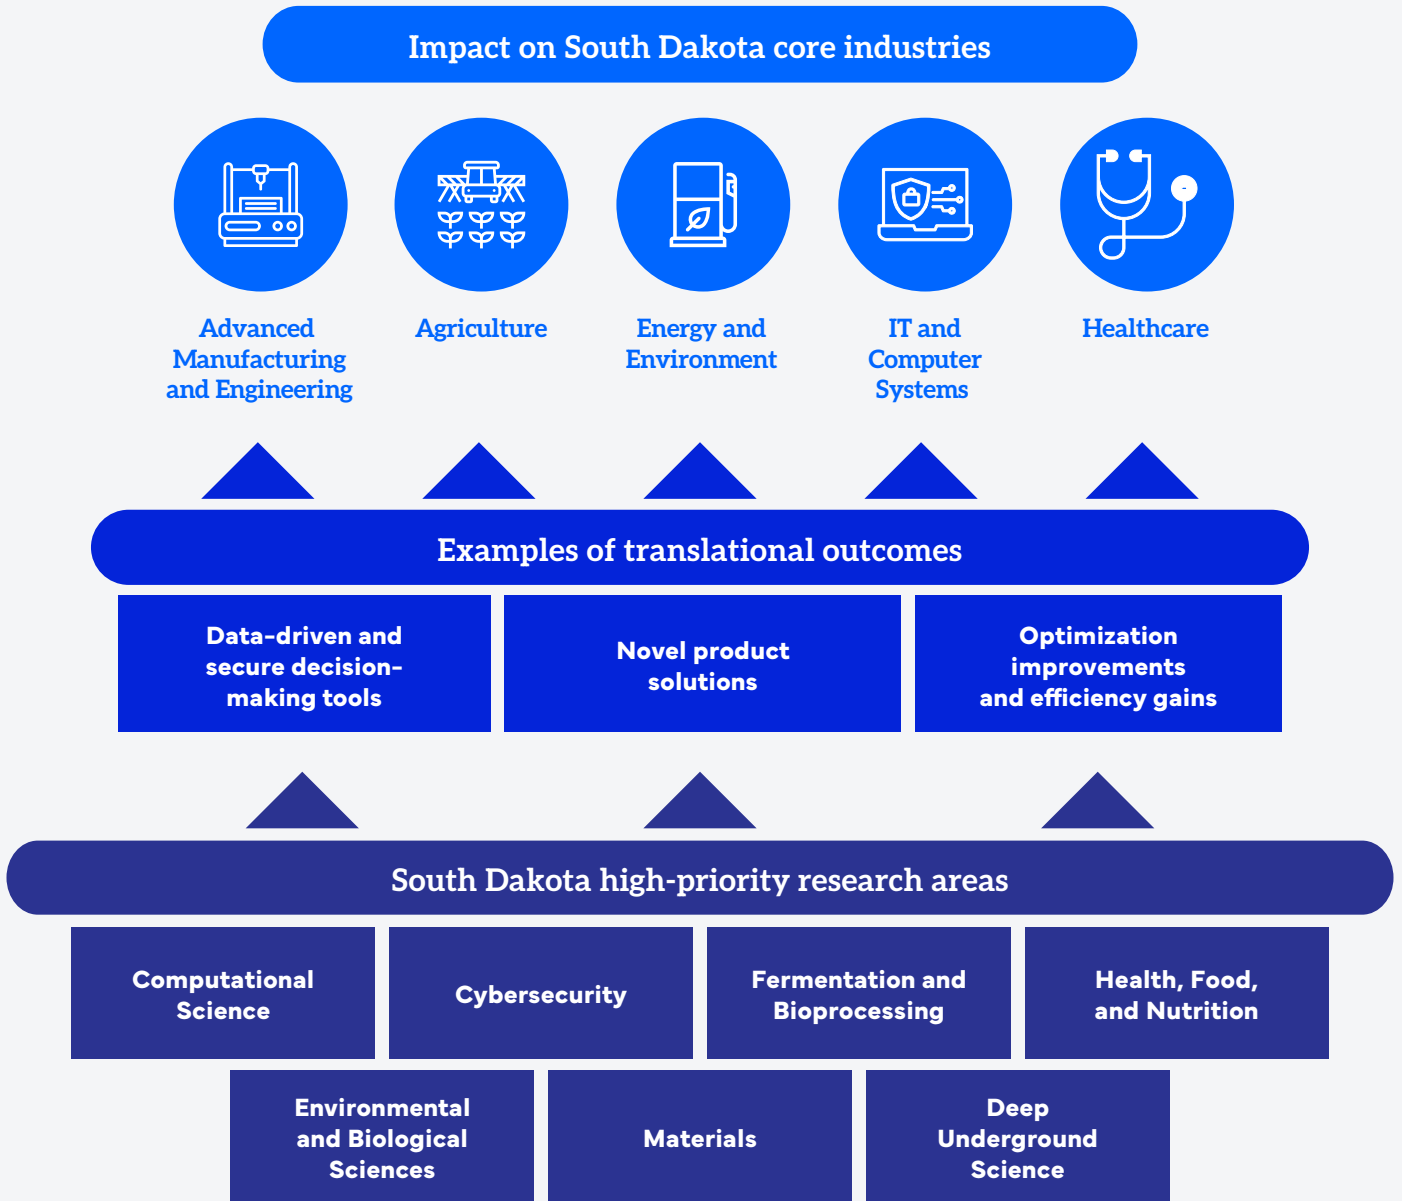 Impact on South Dakota core industries
Advanced
Manufacturing
and Engineering
Agriculture
Energy and
Environment
IT and
Computer
Systems
Healthcare
Examples of translational outcomes
Data-driven and
secure decision-
making tools
Novel product
solutions
Optimization
improvements
and efficiency gains
South Dakota high-priority research areas
Computational
Science
Cybersecurity
Fermentation and
Bioprocessing
Health, Food,
and Nutrition
Environmental
and Biological
Sciences
Materials
Deep
Underground
Science